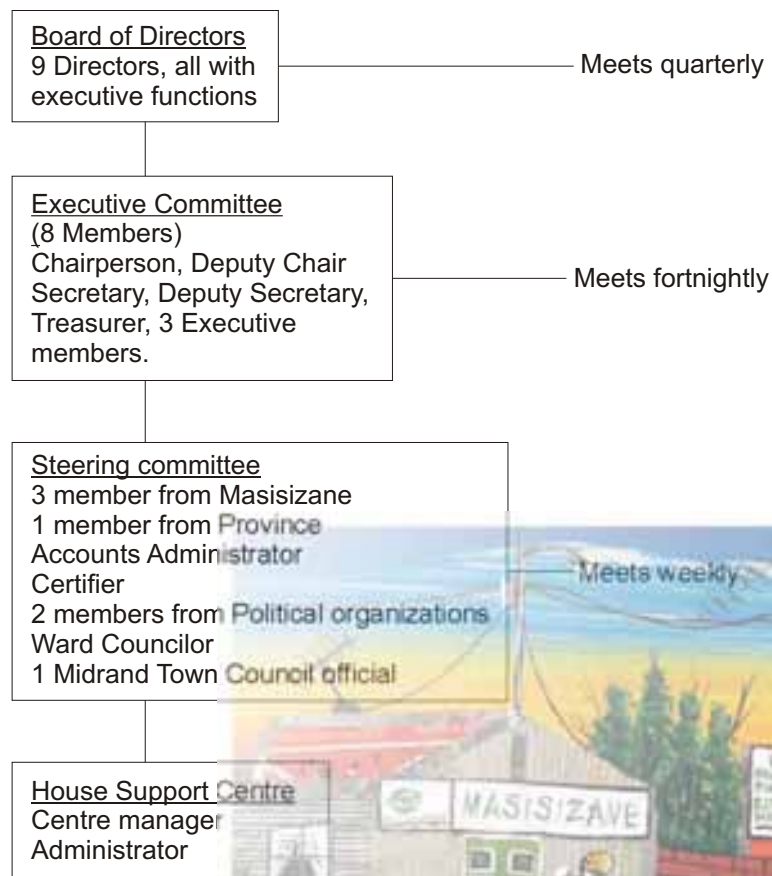 Board of Directors
9 Directors, all with
executive functions
Meets quarterly
Executive Committee
(8 Members)
Chairperson, Deputy Chair
Secretary, Deputy Secretary,
Treasurer, 3 Executive
members.
Meets fortnightly
Steering committee
3 member from Masisizane
1 member from Province
Accounts Administrator
Certifier
2 members from Political organizations
Ward Councilor
1 Midrand Town Council official
Meets weekly
House Support Centre
Centre manager
Administrator
MASISIZAVE